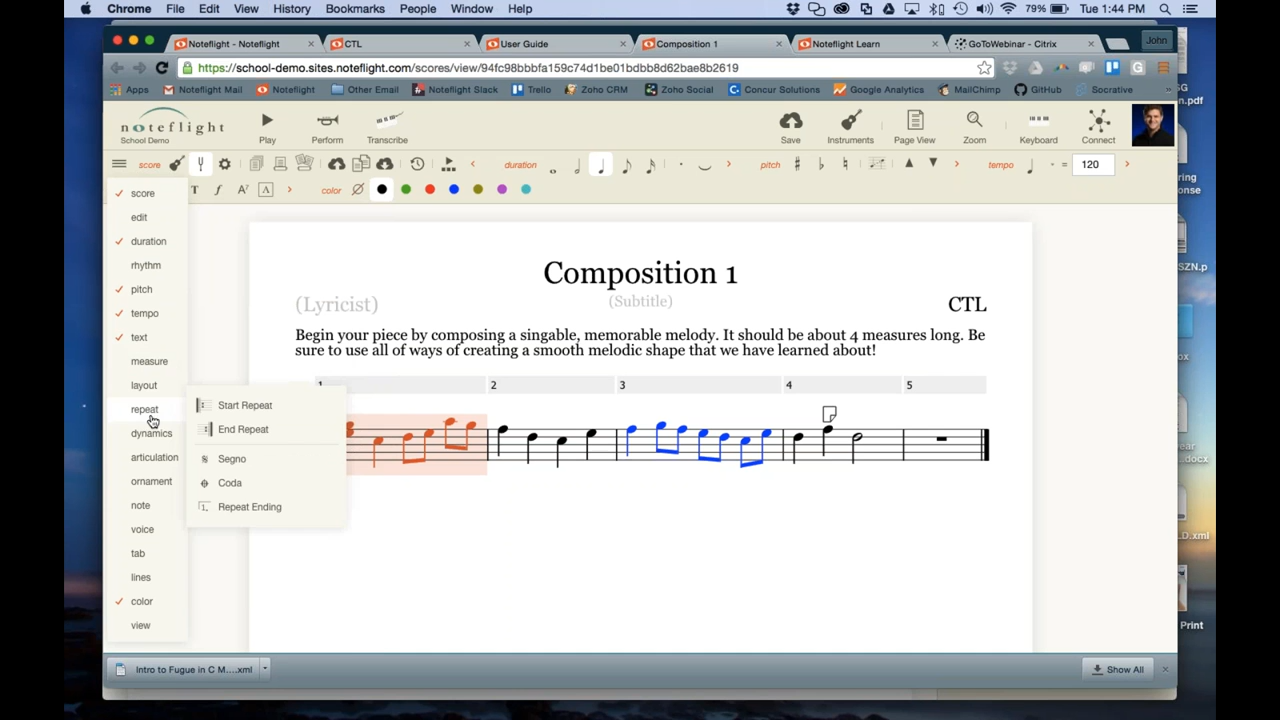 Chrome File Edit View History Bookmarks People Window Help 79% Tue 1:44 PM
Noteflight - Noteflight CTL User Guide Composition 1 Noteflight Learn GoToWebinar - Citrix John
https://school-demo.sites.noteflight.com/scores/view/94fc98bbbfa159c74d1be01bdbb8d62bae8b2619
Apps Noteflight Mail Noteflight Other Email Noteflight Slack Trello Zoho CRM Zoho Social Concur Solutions Google Analytics MailChimp GitHub Socrative »
noteflight
School Demo
Play Perform Transcribe Save Instruments Page View Zoom Keyboard Connect
score duration pitch tempo = 120
T f A? A color
score
edit
duration
rhythm
pitch
tempo
text
measure
layout
repeat
dynamics
articulation
ornament
note
voice
tab
lines
color
view
Start Repeat
End Repeat
Segno
Coda
1. Repeat Ending
Composition 1
(Lyricist) (Subtitle) CTL
Begin your piece by composing a singable, memorable melody. It should be about 4 measures long. Be
sure to use all of ways of creating a smooth melodic shape that we have learned about!
1 2 3 4 5
Intro to Fugue in C M....xml Show All
n.pdf
SZN.p
.docx
LD.xml
Print